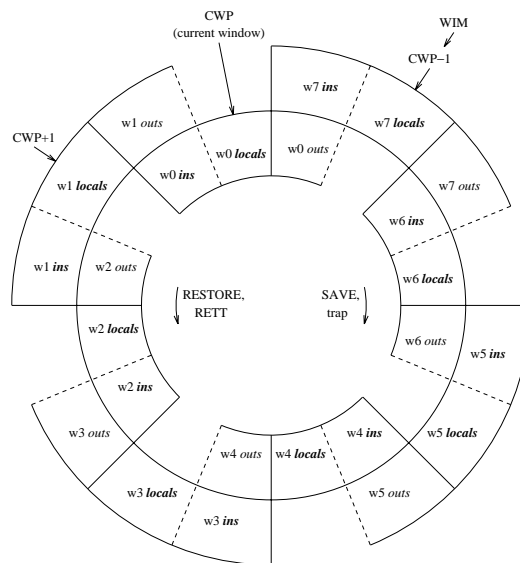 CWP
(current window)
WIM
CWP−1
w7 ins
w1 outs
w7 locals
CWP+1
w0 locals
w0 outs
w0 ins
w1 locals
w7 outs
w6 ins
w1 ins
w2 outs
w6 locals
RESTORE,
RETT
SAVE,
trap
w2 locals
w6 outs
w5 ins
w2 ins
w3 outs
w4 ins
w5 locals
w4 outs
w4 locals
w3 locals
w5 outs
w3 ins